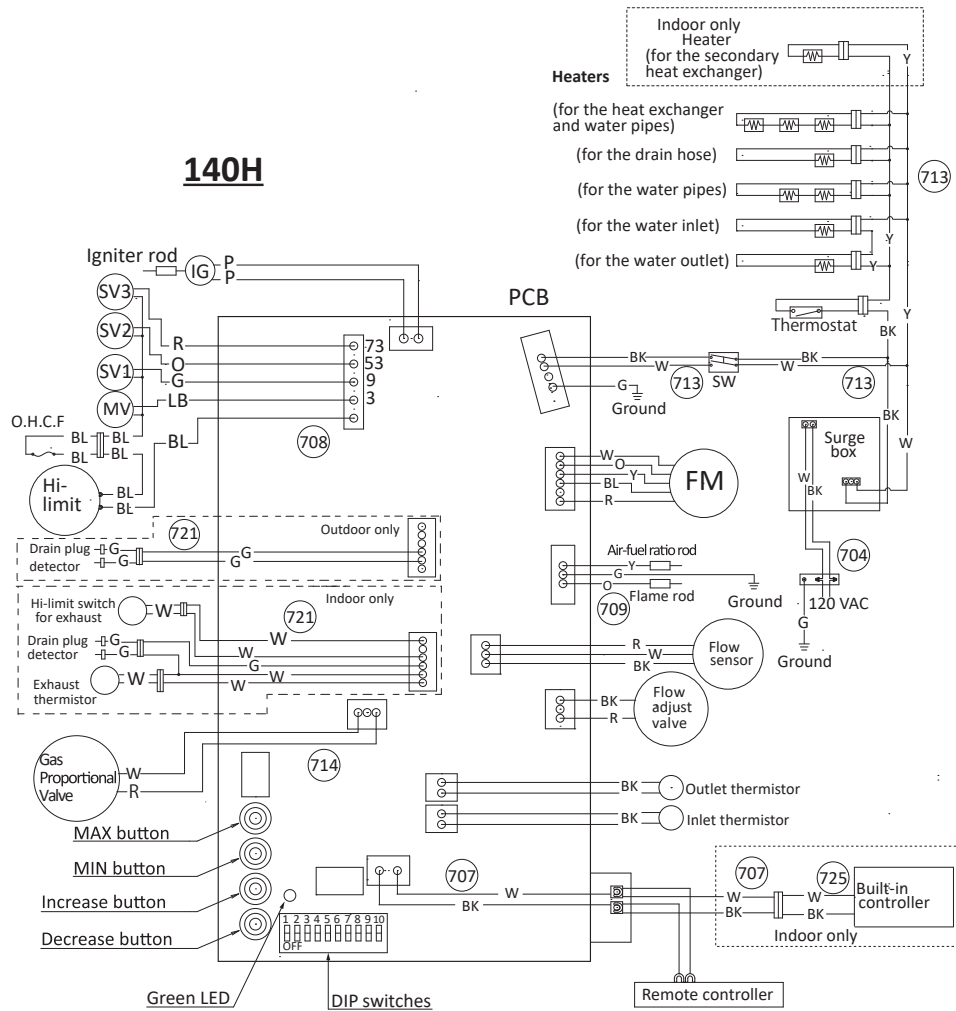 Indoor only
Heater
(for the secondary
heat exchanger)
Y
Heaters
(for the heat exchanger
and water pipes)
(for the drain hose)
713
(for the water pipes)
(for the water inlet)
Y
(for the water outlet)
Y
140H
Igniter rod
IG
P
P
PCB
Thermostat
BK
Y
SV3
SV2
SV1
MV
R
O
G
LB
73
53
9
3
BK
W
713
SW
BK
W
713
G
Ground
O.H.C.F
BL
BL
BL
BL
BL
708
Hi-
limit
BL
BL
BK
W
Surge
box
W
BK
704
120 VAC
G
Ground
W
O
Y
BL
R
FM
721
Outdoor only
Drain plug
detector
G
G
G
G
Air-fuel ratio rod
Y
G
O
709
Flame rod
Ground
Indoor only
Hi-limit switch
for exhaust
W
721
W
W
Drain plug
detector
G
G
G
W
Exhaust
thermistor
W
W
R
W
BK
Flow
sensor
BK
R
Flow
adjust
valve
Gas
Proportional
Valve
W
R
714
BK
Outlet thermistor
BK
Inlet thermistor
MAX button
MIN button
Increase button
Decrease button
707
W
BK
707
W
BK
725
W
BK
Built-in
controller
Indoor only
1 2 3 4 5 6 7 8 9 10
OFF
Green LED
DIP switches
Remote controller